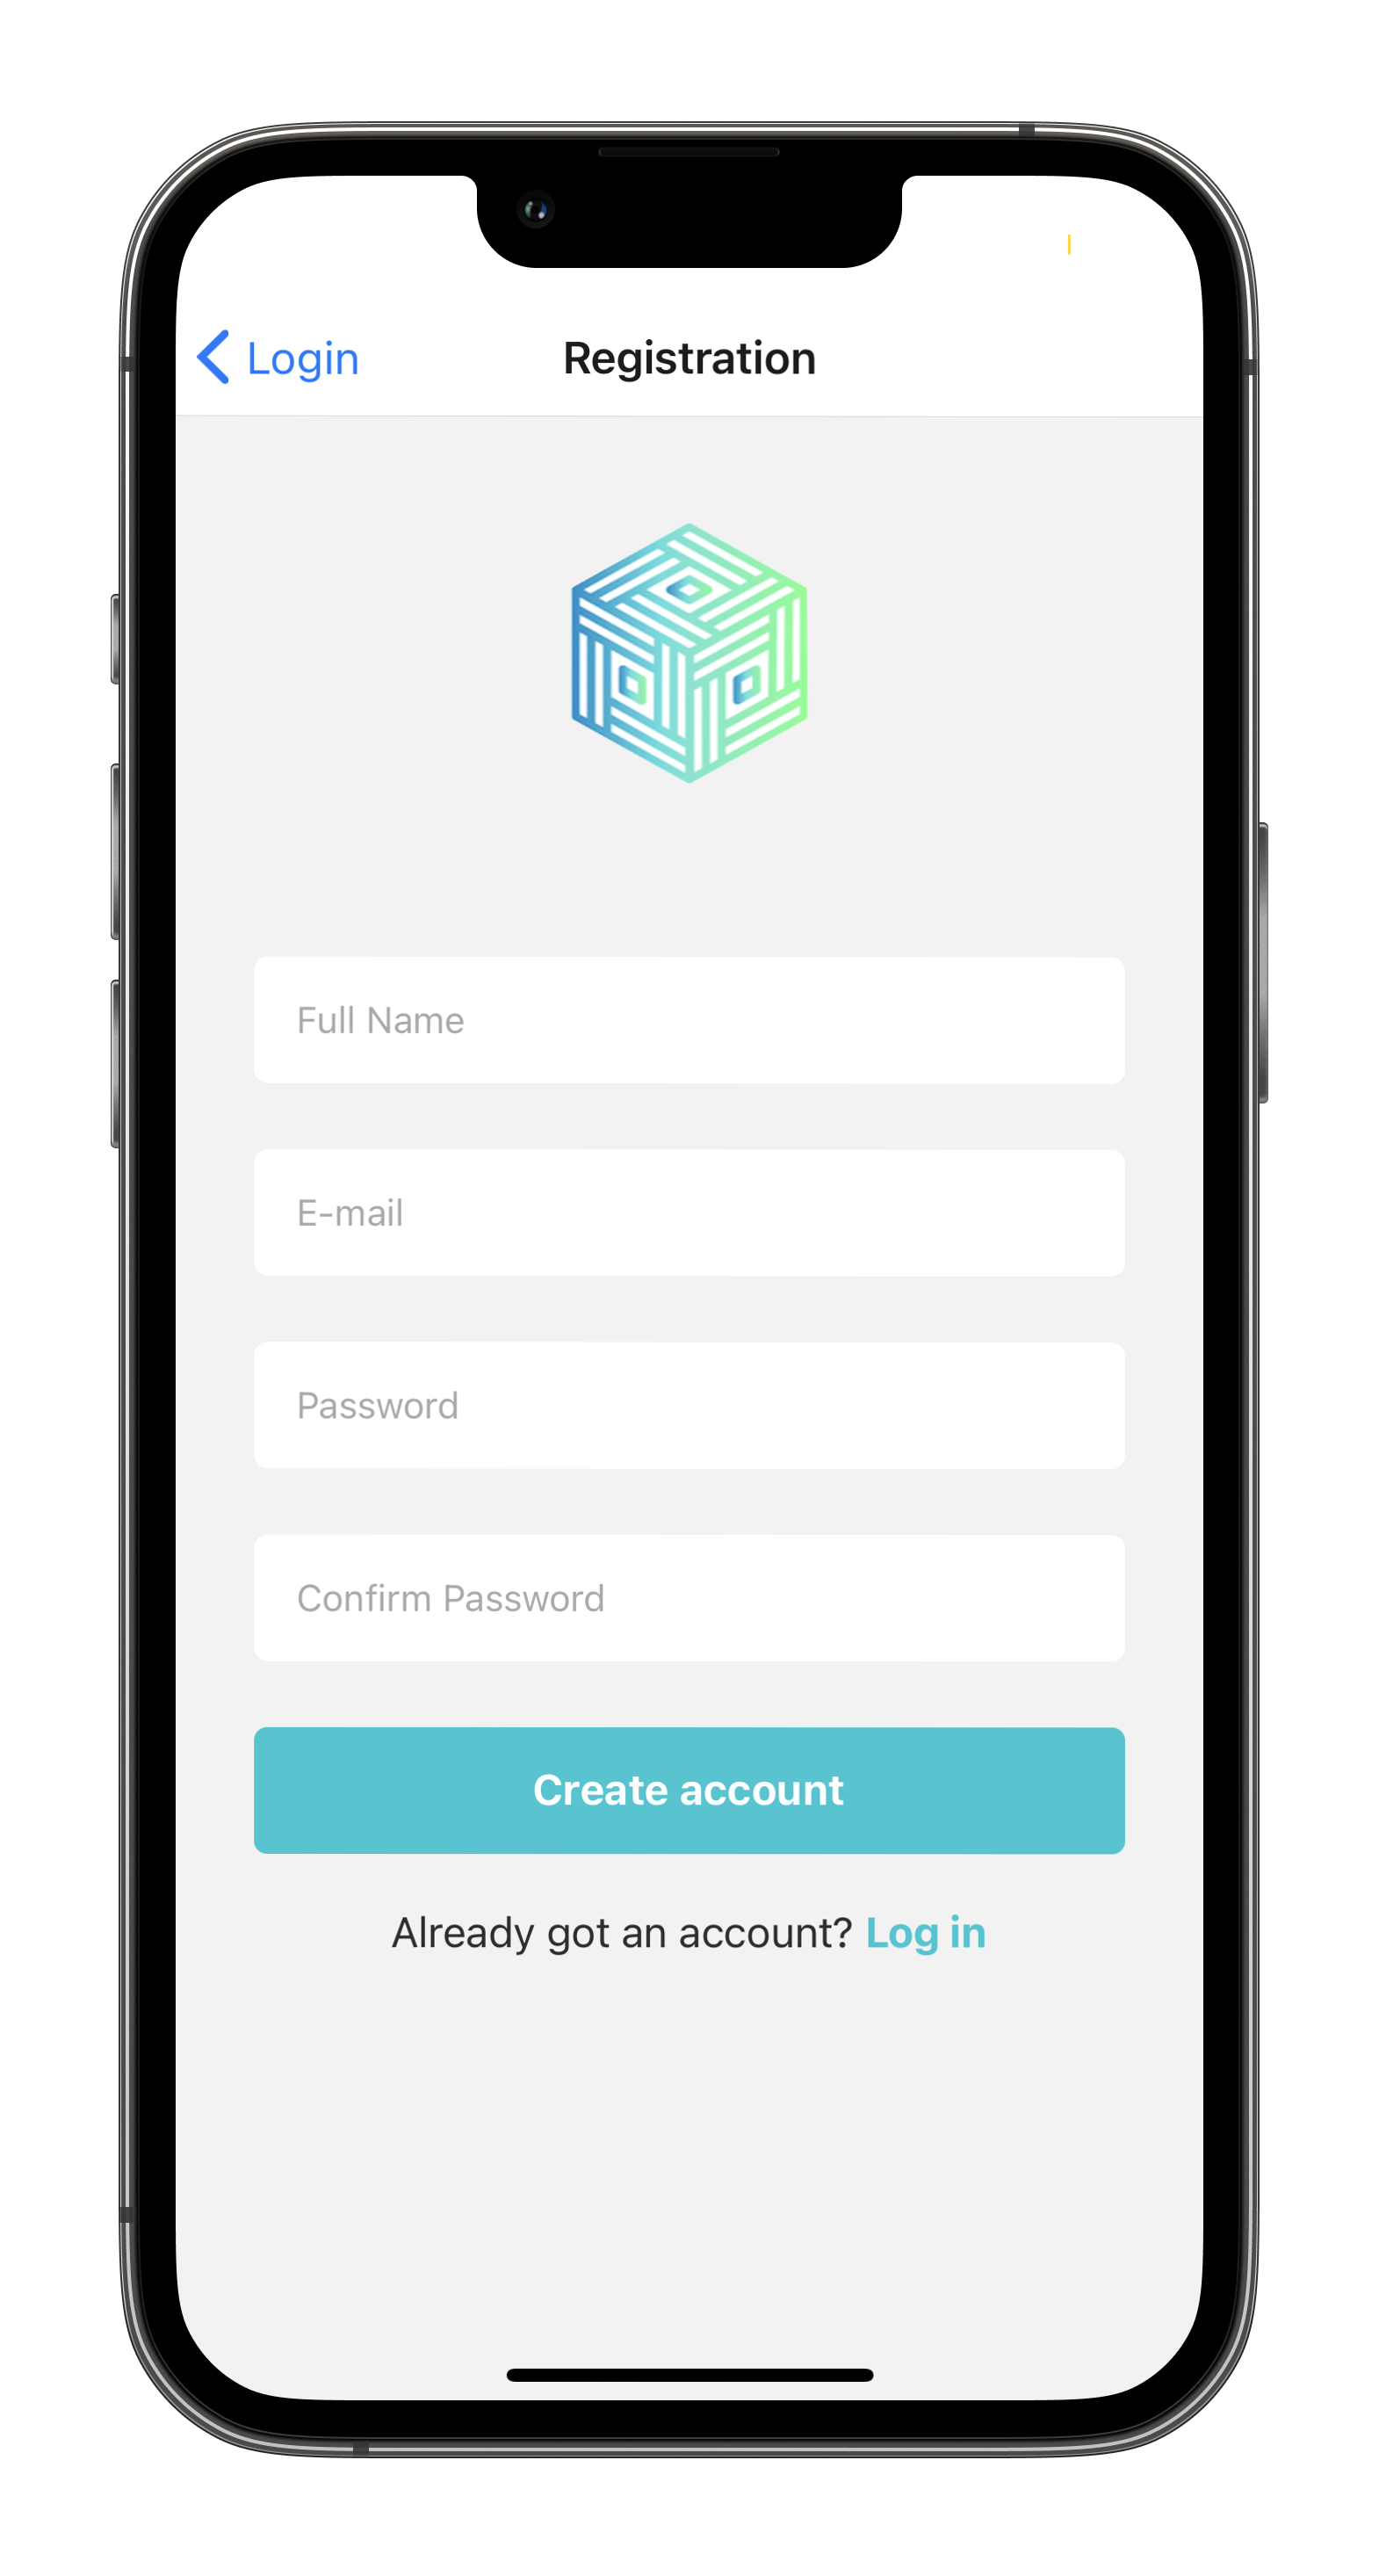 Login
Registration
Full Name
E-mail
Password
Confirm Password
Create account
Already got an account? Log in